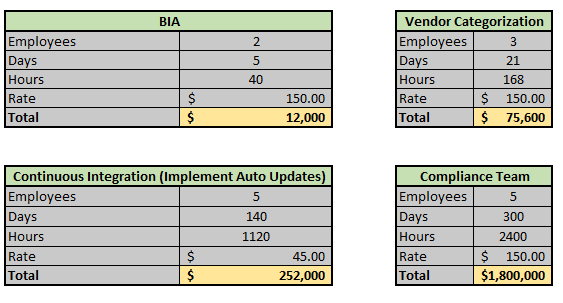 BIA
Employees 2
Days 5
Hours 40
Rate $ 150.00
Total $ 12,000
Vendor Categorization
Employees 3
Days 21
Hours 168
Rate $ 150.00
Total $ 75,600
Continuous Integration (Implement Auto Updates)
Employees 5
Days 140
Hours 1120
Rate $ 45.00
Total $ 252,000
Compliance Team
Employees 5
Days 300
Hours 2400
Rate $ 150.00
Total $1,800,000